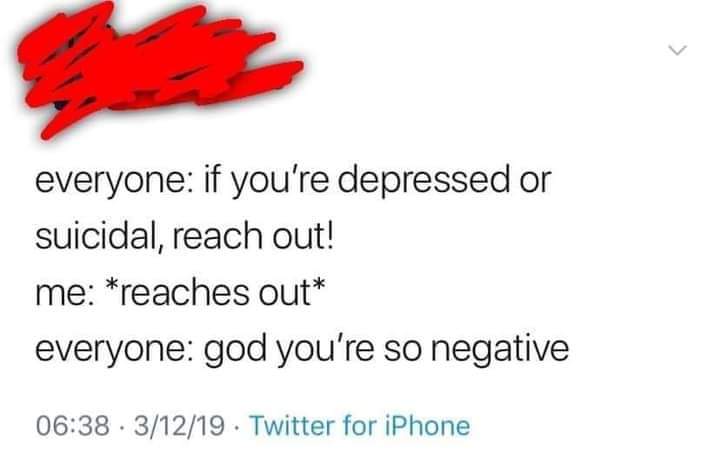 everyone: if you're depressed or
suicidal, reach out!
me: *reaches out*
everyone: god you're so negative
06:38 · 3/12/19 · Twitter for iPhone